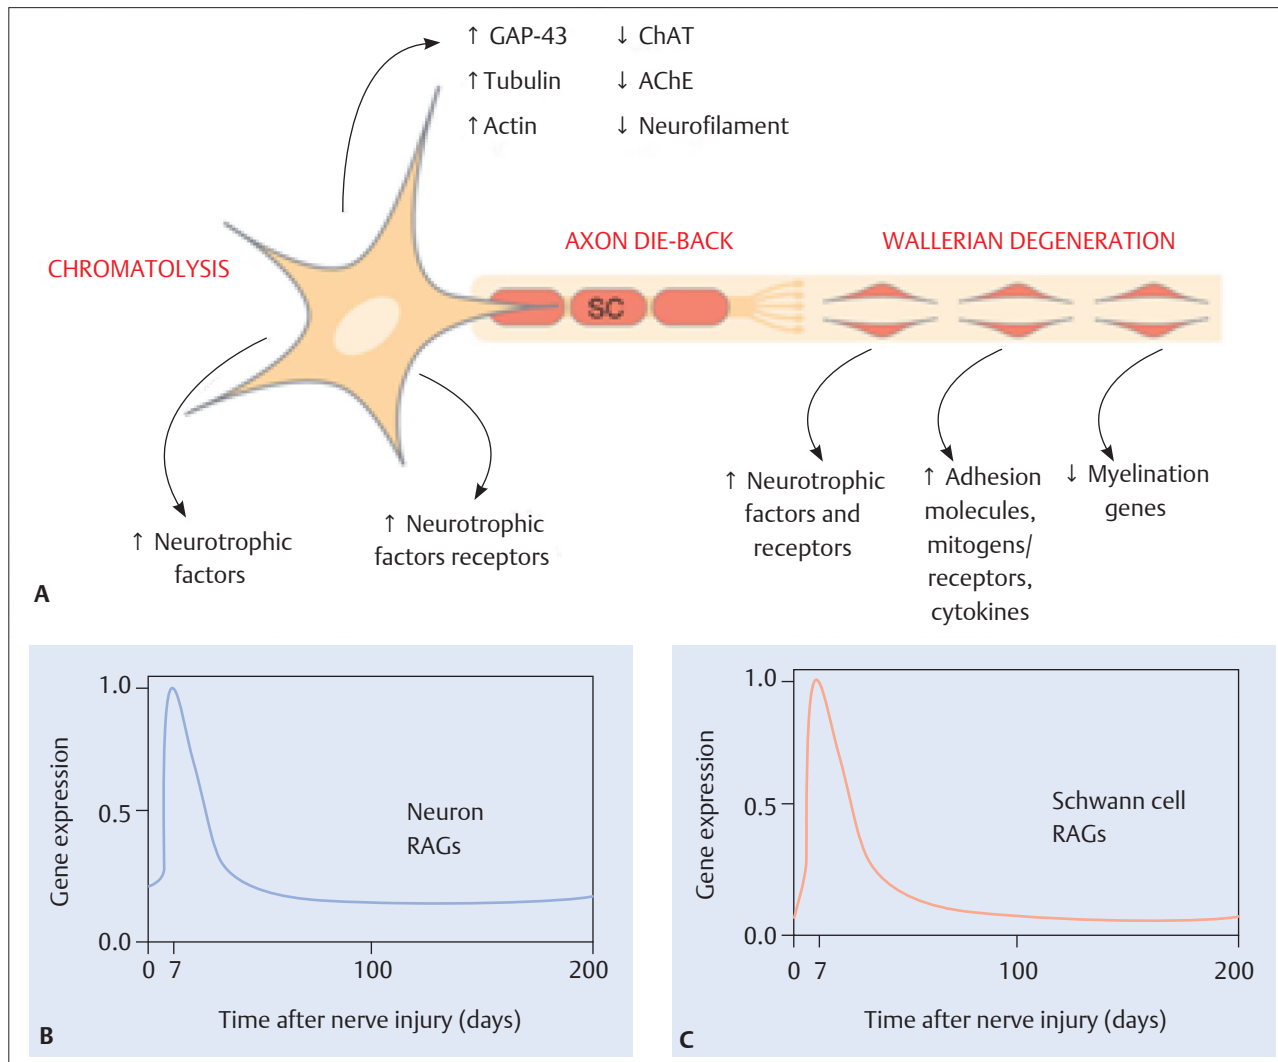 ↑ GAP-43 ↓ ChAT
↑ Tubulin ↓ AChE
↑ Actin ↓ Neurofilament
CHROMATOLYSIS
AXON DIE-BACK
WALLERIAN DEGENERATION
SC
↑ Neurotrophic
factors
↑ Neurotrophic
factors receptors
↑ Neurotrophic
factors and
receptors
↑ Adhesion
molecules,
mitogens/
receptors,
cytokines
↓ Myelination
genes
A
Gene expression
1.0
0.5
0.0
Neuron
RAGs
0 7 100 200
Time after nerve injury (days)
B
Gene expression
1.0
0.5
0.0
Schwann cell
RAGs
0 7 100 200
Time after nerve injury (days)
C